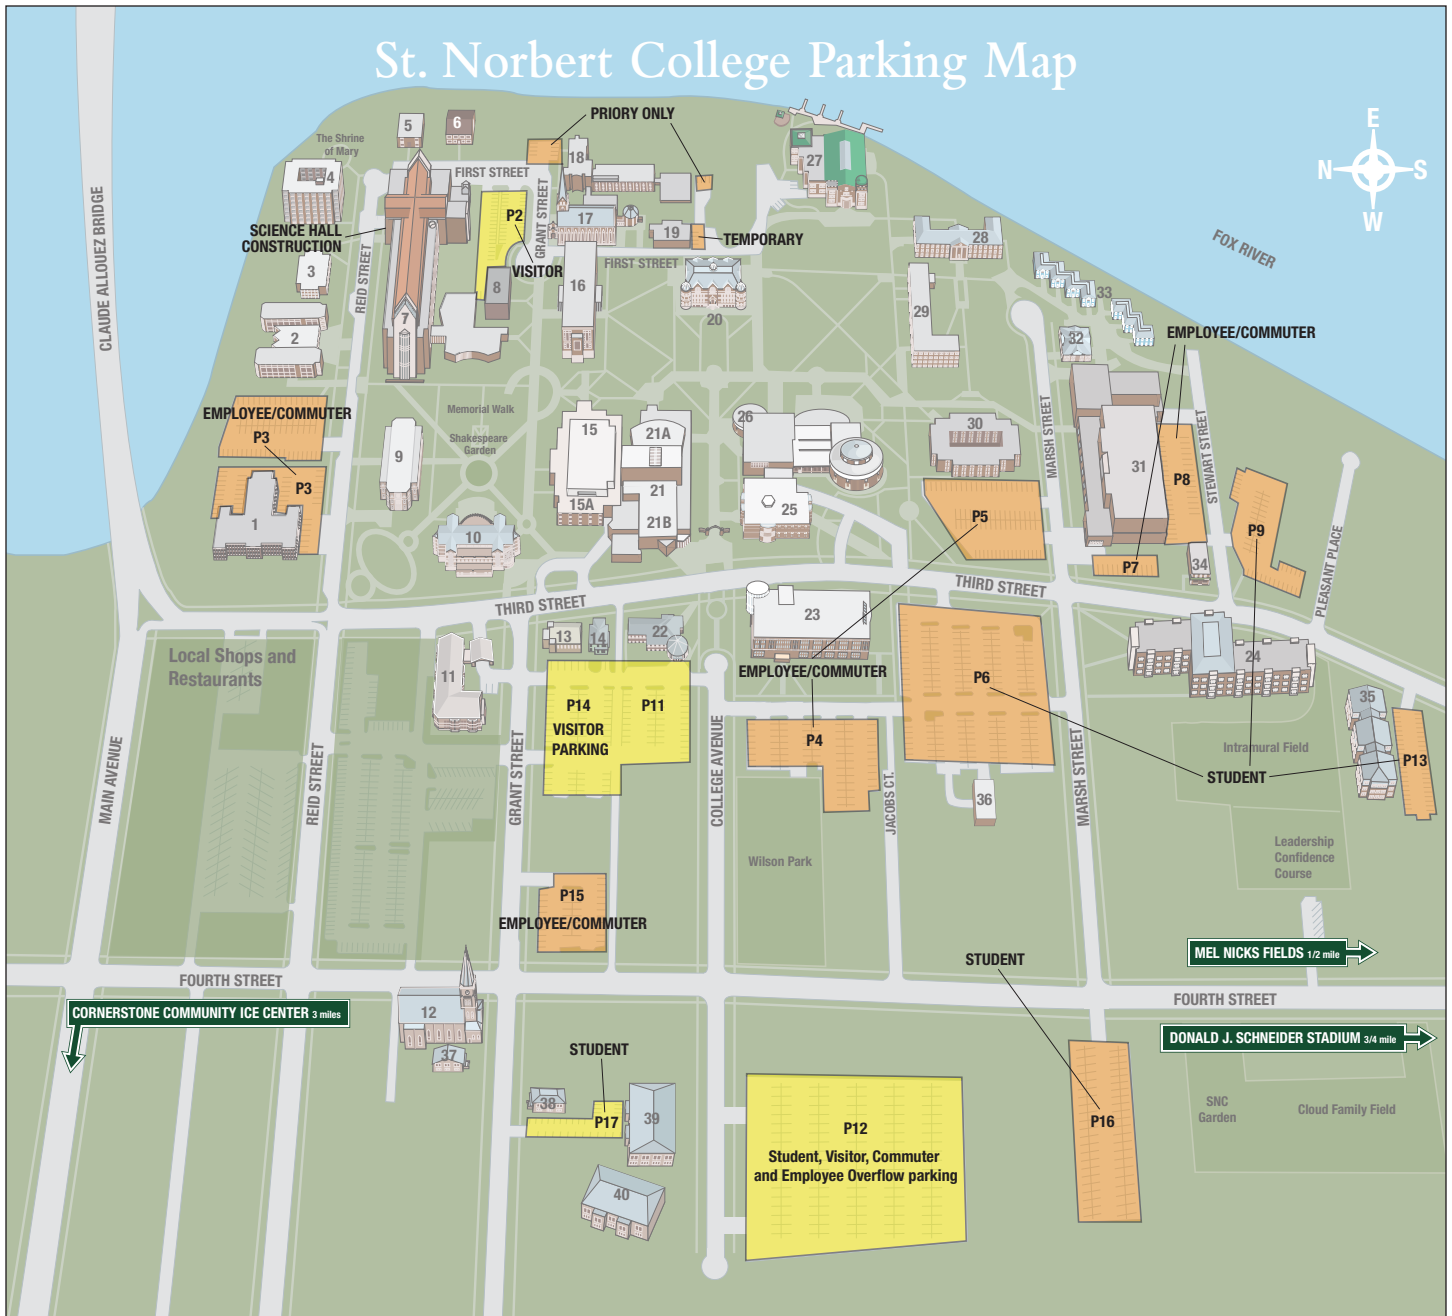 St. Norbert College Parking Map
E
N
S
W
PRIORY ONLY
The Shrine
of Mary
5
6
18
27
4
FIRST STREET
GRANT STREET
P2
SCIENCE HALL
CONSTRUCTION
17
19
TEMPORARY
28
FOX RIVER
REID STREET
3
VISITOR
FIRST STREET
8
16
20
33
29
2
7
32
EMPLOYEE/COMMUTER
CLAUDE ALLOUEZ BRIDGE
EMPLOYEE/COMMUTER
P3
Memorial Walk
Shakespeare
Garden
9
15
21A
26
30
MARSH STREET
STEWART STREET
31
P8
P3
1
15A
21
21B
25
P5
P9
10
P7
34
PLEASANT PLACE
THIRD STREET
THIRD STREET
Local Shops and
Restaurants
13
14
22
23
11
24
EMPLOYEE/COMMUTER
P6
P14
P11
VISITOR
PARKING
P4
35
Intramural Field
P13
STUDENT
MAIN AVENUE
REID STREET
GRANT STREET
COLLEGE AVENUE
JACOBS CT.
MARSH STREET
36
Wilson Park
Leadership
Confidence
Course
P15
EMPLOYEE/COMMUTER
MEL NICKS FIELDS 1/2 mile
STUDENT
FOURTH STREET
FOURTH STREET
CORNERSTONE COMMUNITY ICE CENTER 3 miles
12
DONALD J. SCHNEIDER STADIUM 3/4 mile
37
STUDENT
38
P17
39
SNC
Garden
Cloud Family Field
P16
P12
Student, Visitor, Commuter
and Employee Overflow parking
40